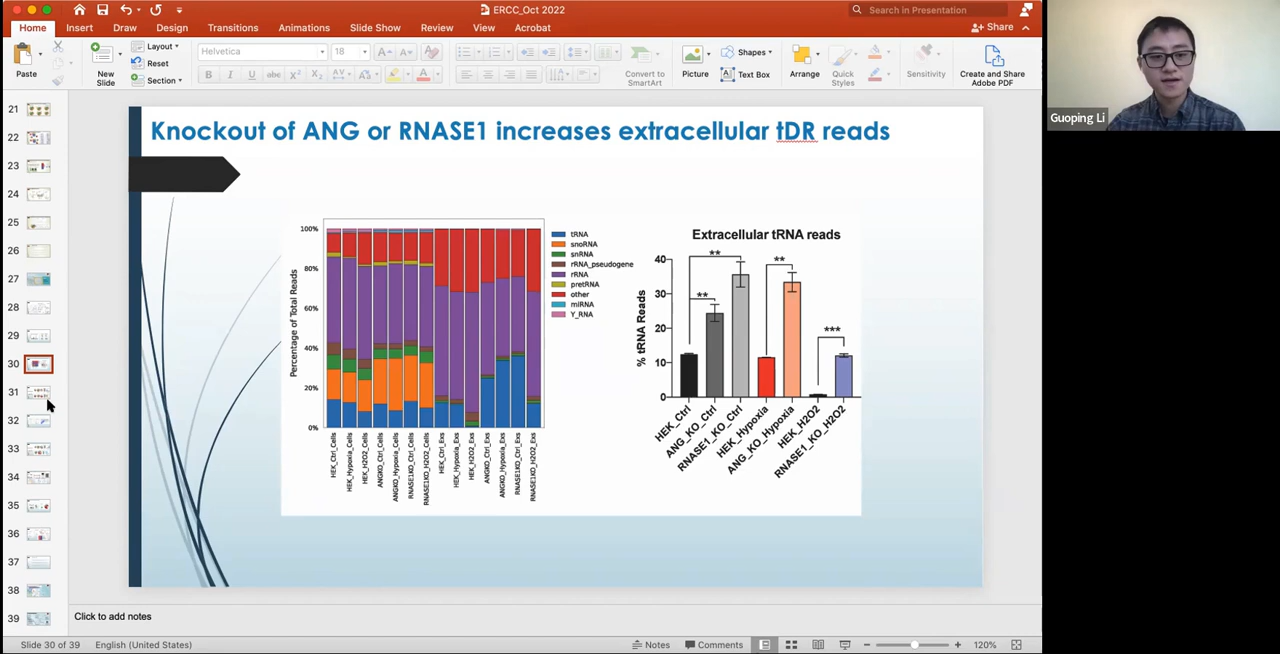 ERCC_Oct 2022
Search in Presentation
Home Insert Draw Design Transitions Animations Slide Show Review View Acrobat
Share
Paste
New Slide
Layout
Reset
Section
Helvetica 18
B I U abc X² X₂ AV Aa A
Convert to SmartArt
Picture
Shapes
Text Box
Arrange
Quick Styles
Sensitivity
Create and Share Adobe PDF
21
22
23
24
25
26
27
28
29
30
31
32
33
34
35
36
37
38
39
Knockout of ANG or RNASE1 increases extracellular tDR reads
Percentage of Total Reads
100%
80%
60%
40%
20%
0%
HEK_Ctrl_Cells
HEK_Hypoxia_Cells
HEK_H2O2_Cells
ANGKO_Ctrl_Cells
ANGKO_Hypoxia_Cells
RNASE1KO_Ctrl_Cells
RNASE1KO_H2O2_Cells
HEK_Ctrl_Exs
HEK_Hypoxia_Exs
HEK_H2O2_Exs
ANGKO_Ctrl_Exs
ANGKO_Hypoxia_Exs
RNASE1KO_Ctrl_Exs
RNASE1KO_H2O2_Exs
tRNA
snoRNA
snRNA
rRNA_pseudogene
rRNA
pretRNA
other
miRNA
Y_RNA
Extracellular tRNA reads
% tRNA Reads
40
30
20
10
0
**
**
**
***
HEK_Ctrl
ANG_KO_Ctrl
RNASE1_KO_Ctrl
HEK_Hypoxia
ANG_KO_Hypoxia
HEK_H2O2
RNASE1_KO_H2O2
Click to add notes
Slide 30 of 39 English (United States) Notes Comments 120%
Guoping Li